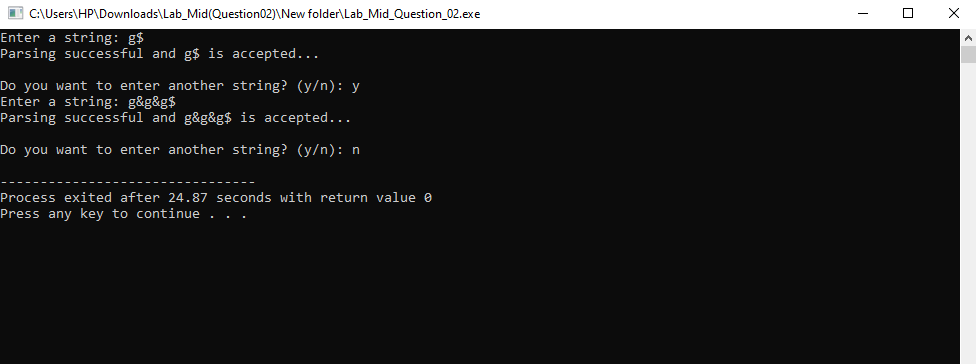 C:\Users\HP\Downloads\Lab_Mid(Question02)\New folder\Lab_Mid_Question_02.exe
Enter a string: g$
Parsing successful and g$ is accepted...
Do you want to enter another string? (y/n): y
Enter a string: g&g&g$
Parsing successful and g&g&g$ is accepted...
Do you want to enter another string? (y/n): n
--------------------------------
Process exited after 24.87 seconds with return value 0
Press any key to continue . . .